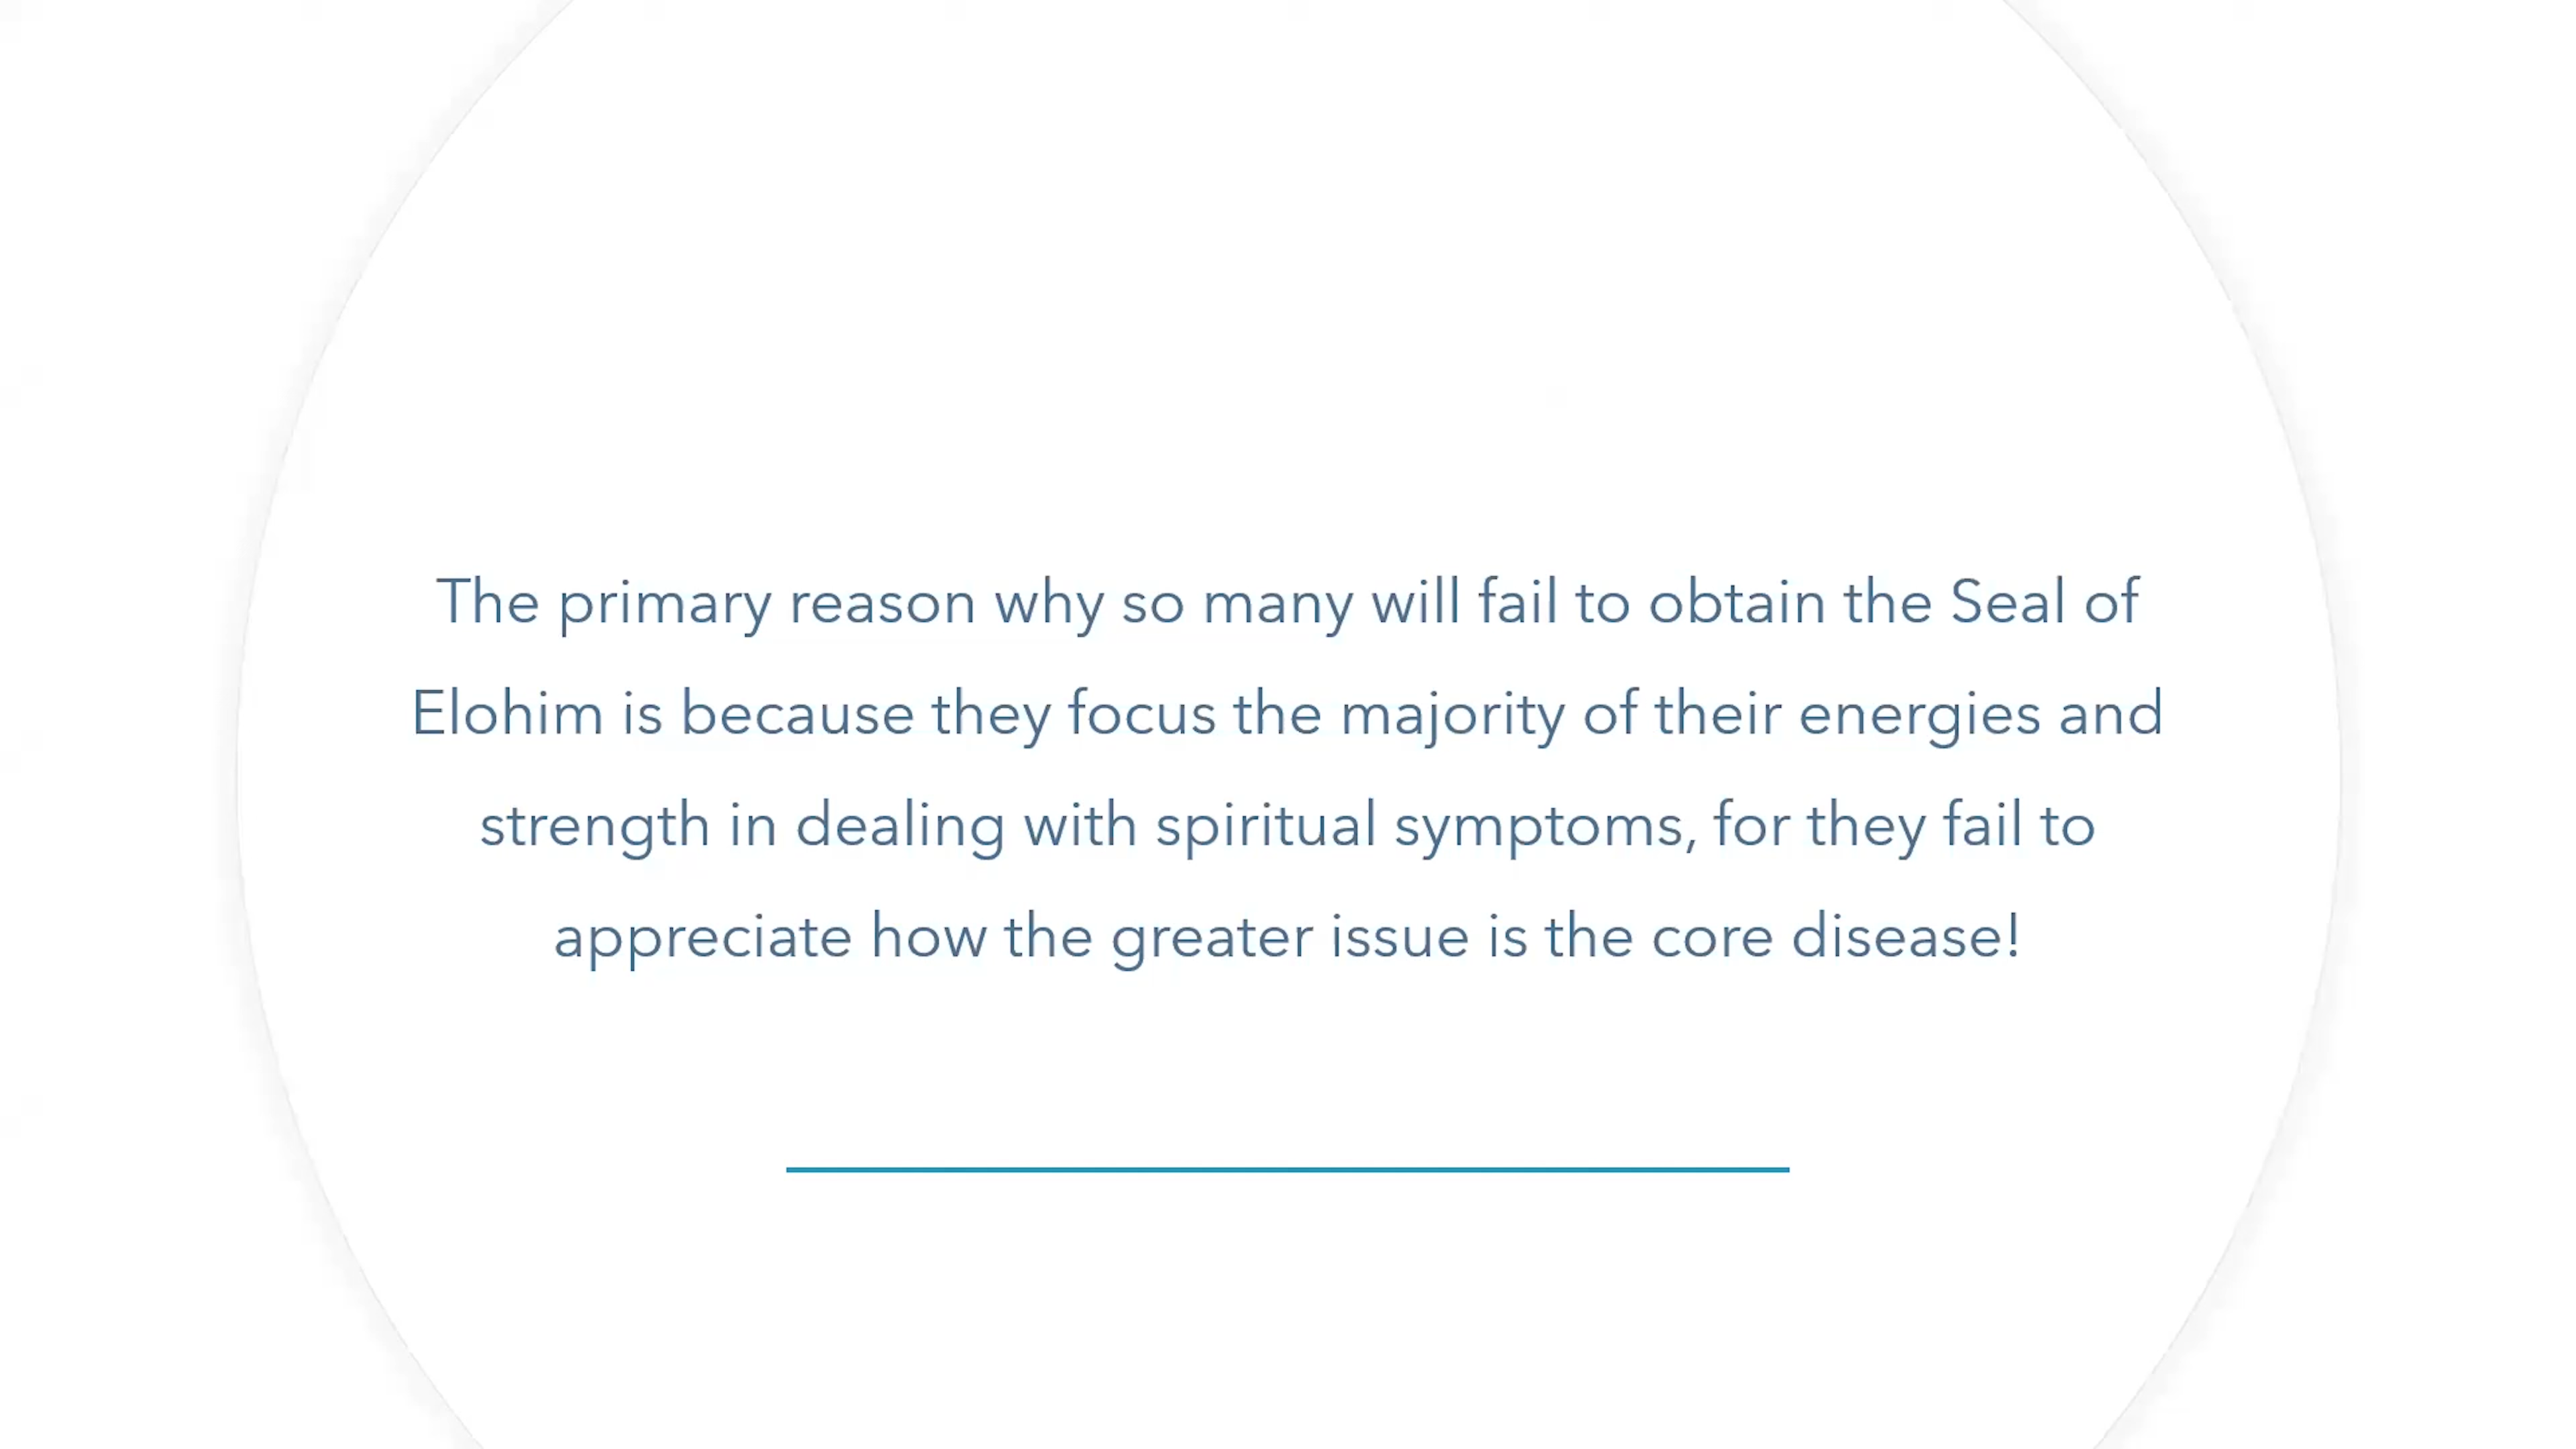 The primary reason why so many will fail to obtain the Seal of
Elohim is because they focus the majority of their energies and
strength in dealing with spiritual symptoms, for they fail to
appreciate how the greater issue is the core disease!